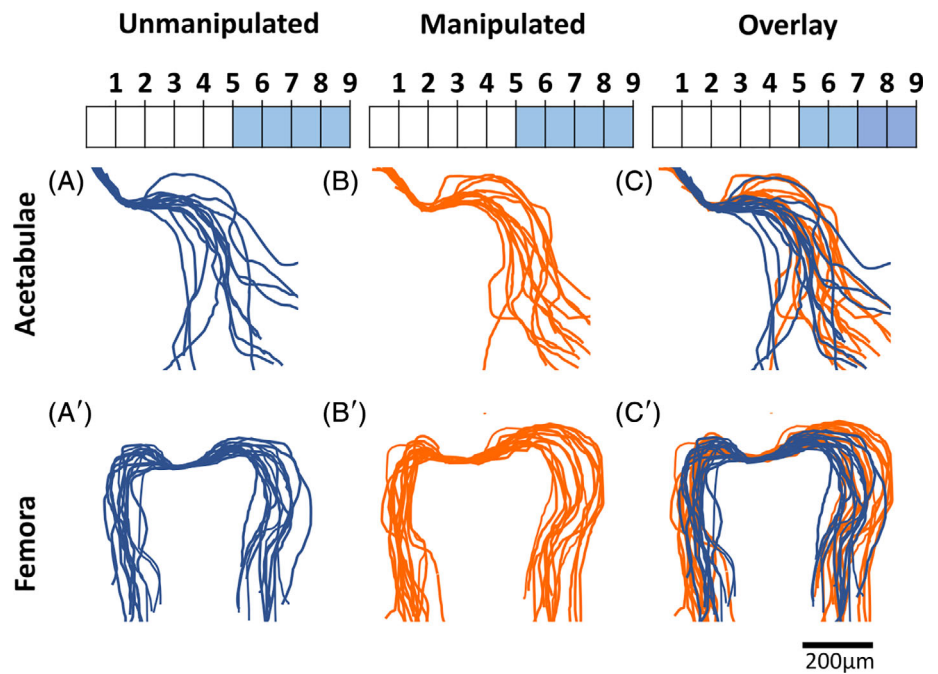 Unmanipulated Manipulated Overlay
1 2 3 4 5 6 7 8 9 1 2 3 4 5 6 7 8 9 1 2 3 4 5 6 7 8 9
(A) (B) (C)
Acetabulae
(A′) (B′) (C′)
Femora
200µm